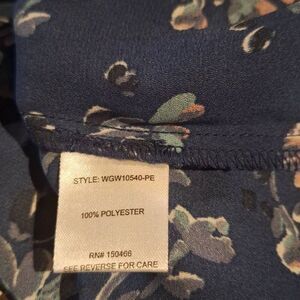 STYLE: WGW10540-PE
100% POLYESTER
RN# 150466
SEE REVERSE FOR CARE